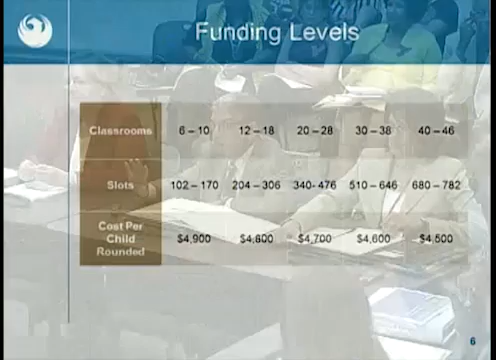 Funding Levels
Classrooms 6 – 10 12 – 18 20 – 28 30 – 38 40 – 46
Slots 102 – 170 204 – 306 340- 476 510 – 646 680 – 782
Cost Per
Child
Rounded $4,900 $4,800 $4,700 $4,600 $4,500
6